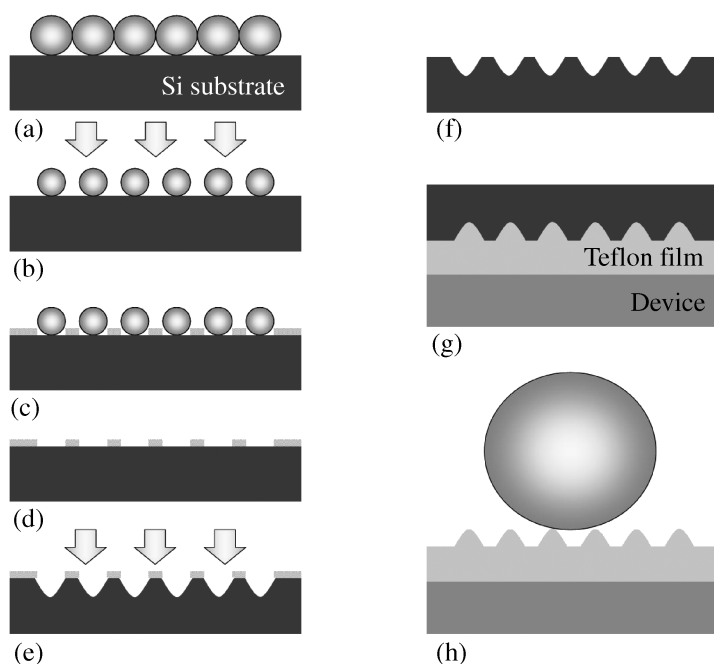 Si substrate
(a)
(b)
(c)
(d)
(e)
(f)
Teflon film
Device
(g)
(h)